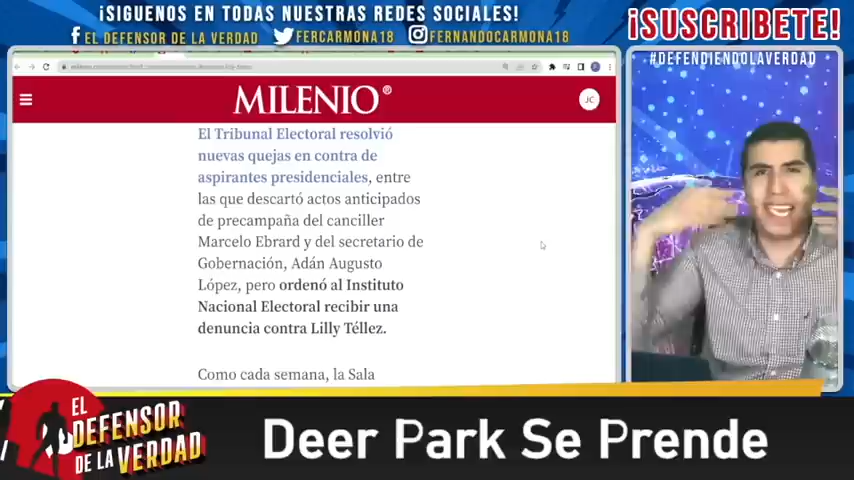 ¡SIGUENOS EN TODAS NUESTRAS REDES SOCIALES!
EL DEFENSOR DE LA VERDAD FERCARMONA18 FERNANDOCARMONA18
¡SUSCRIBETE!
#DEFENDIENDOLAVERDAD
MILENIO®
JC
El Tribunal Electoral resolvió
nuevas quejas en contra de
aspirantes presidenciales, entre
las que descartó actos anticipados
de precampaña del canciller
Marcelo Ebrard y del secretario de
Gobernación, Adán Augusto
López, pero ordenó al Instituto
Nacional Electoral recibir una
denuncia contra Lilly Téllez.
Como cada semana, la Sala
EL
DEFENSOR
DE LA VERDAD
Deer Park Se Prende